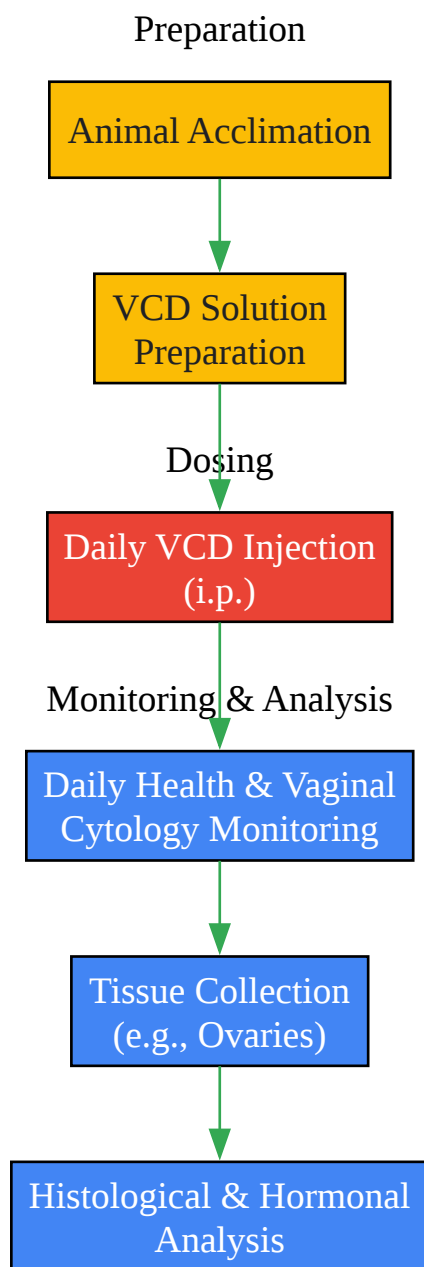 Preparation
Animal Acclimation
VCD Solution
Preparation
Dosing
Daily VCD Injection
(i.p.)
Monitoring & Analysis
Daily Health & Vaginal
Cytology Monitoring
Tissue Collection
(e.g., Ovaries)
Histological & Hormonal
Analysis